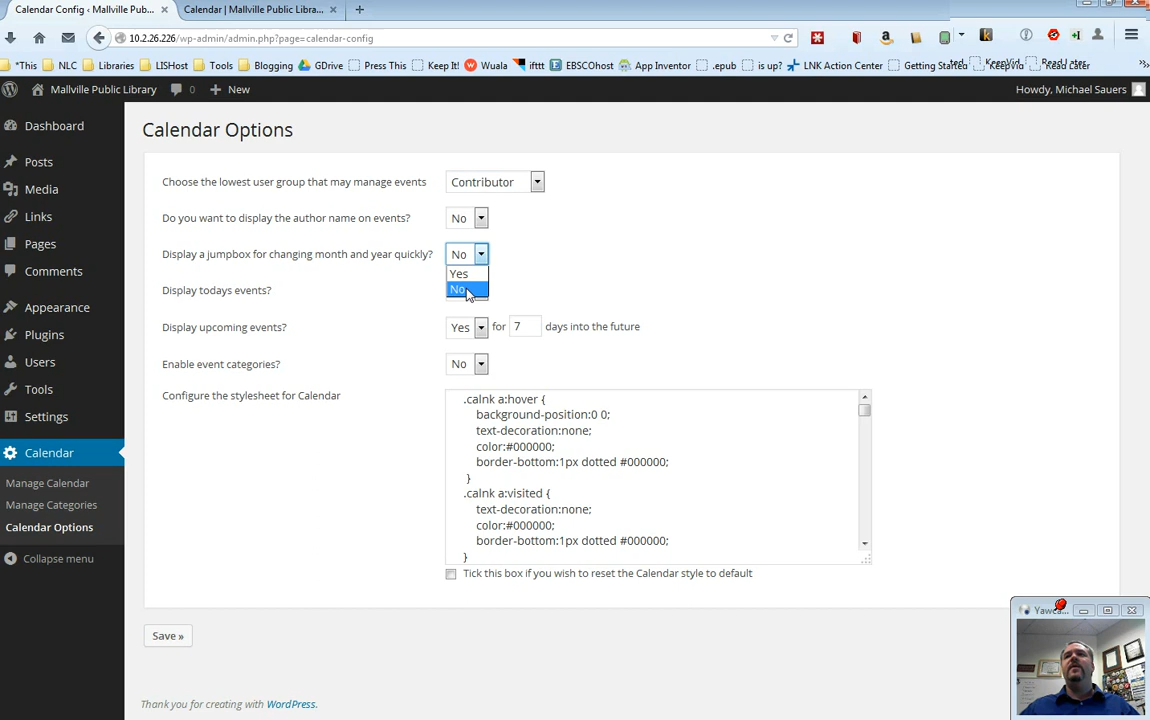 Calendar Config ‹ Mallville Pub... × Calendar | Mallville Public Libra... × +
10.2.26.226/wp-admin/admin.php?page=calendar-config
*This NLC Libraries LISHost Tools Blogging GDrive Press This Keep It! Wuala ifttt EBSCOhost App Inventor .epub is up? LNK Action Center Getting Started KeepVid Read Later
Mallville Public Library 0 + New Howdy, Michael Sauers
Dashboard
Posts
Media
Links
Pages
Comments
Appearance
Plugins
Users
Tools
Settings
Calendar
Manage Calendar
Manage Categories
Calendar Options
Collapse menu
Calendar Options
Choose the lowest user group that may manage events Contributor
Do you want to display the author name on events? No
Display a jumpbox for changing month and year quickly? No
Yes
No
Display todays events?
Display upcoming events? Yes for 7 days into the future
Enable event categories? No
Configure the stylesheet for Calendar
.calnk a:hover {
background-position:0 0;
text-decoration:none;
color:#000000;
border-bottom:1px dotted #000000;
}
.calnk a:visited {
text-decoration:none;
color:#000000;
border-bottom:1px dotted #000000;
}
Tick this box if you wish to reset the Calendar style to default
Save »
Thank you for creating with WordPress.
Yawca...